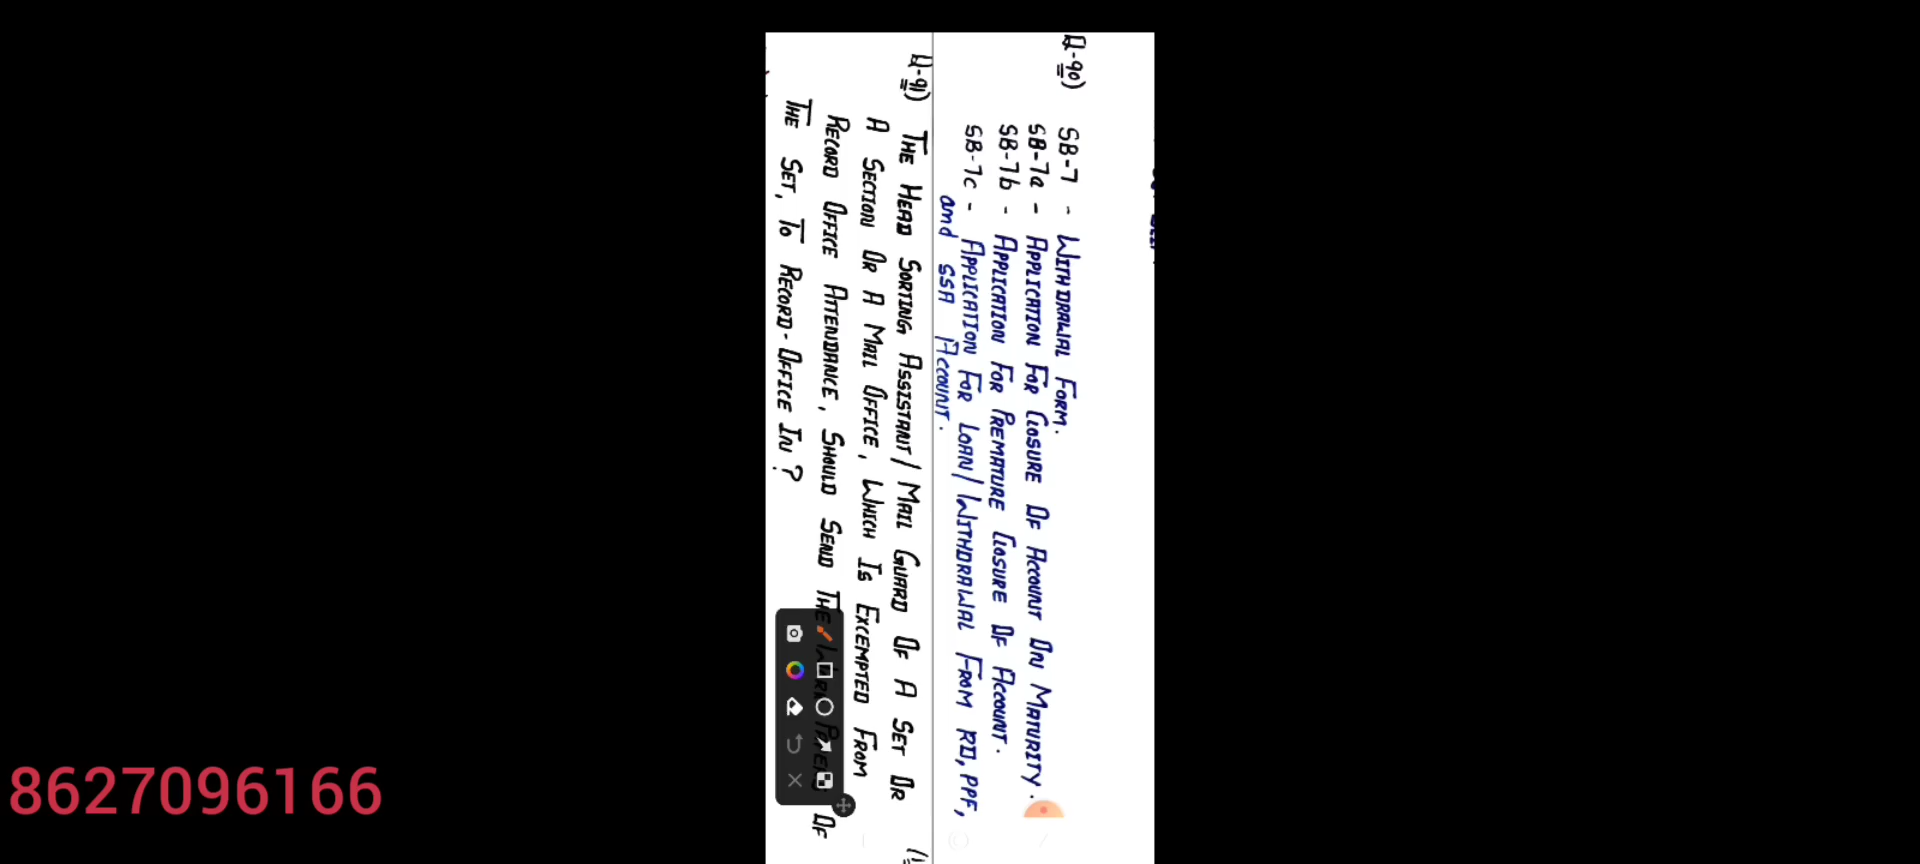 Q-90) SB-7 - WITHDRAWAL FORM.
SB-7a - APPLICATION FOR CLOSURE OF ACCOUNT ON MATURITY.
SB-7b - APPLICATION FOR PREMATURE CLOSURE OF ACCOUNT.
SB-7c - APPLICATION FOR LOAN/WITHDRAWAL FROM RD, PPF,
and SSA ACCOUNT.
Q-91) THE HEAD SORTING ASSISTANT/MAIL GUARD OF A SET OR
A SECTION OR A MAIL OFFICE, WHICH IS EXCEMPTED FROM
RECORD OFFICE ATTENDANCE, SHOULD SEND THE WORK PAPERS OF
THE SET, TO RECORD-OFFICE IN?
8627096166